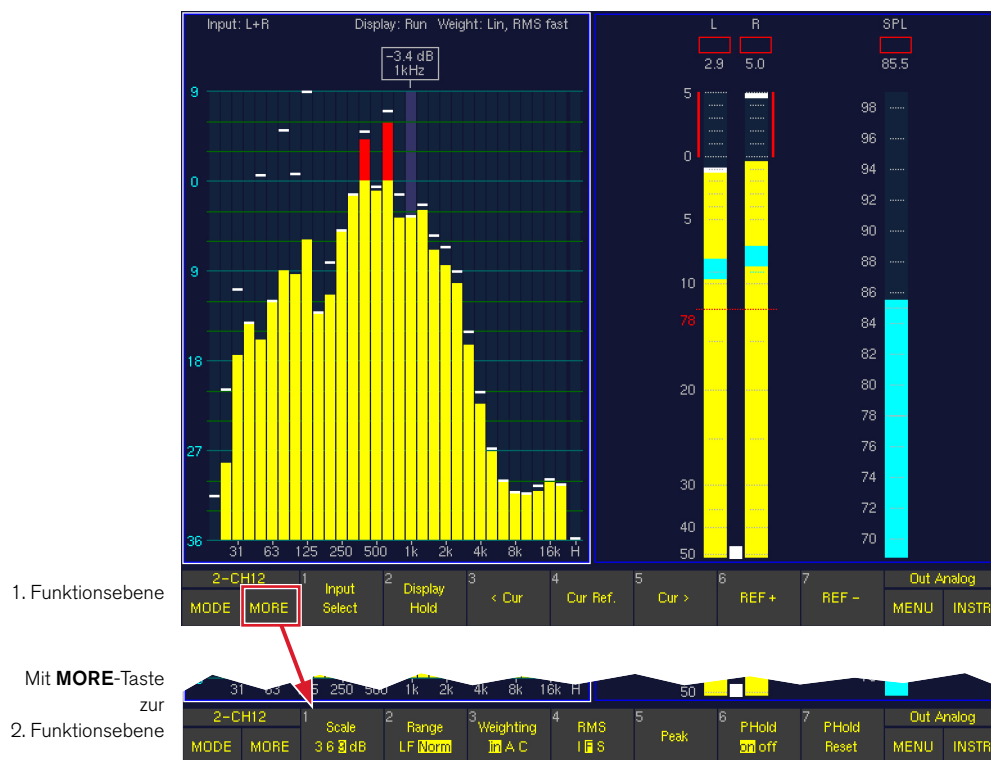 Input: L+R Display: Run Weight: Lin, RMS fast
−3.4 dB
1kHz
9
0
9
18
27
36
31 63 125 250 500 1k 2k 4k 8k 16k H
L R SPL
2.9 5.0 85.5
5
0
5
10
78
20
30
40
50
98
96
94
92
90
88
86
84
82
80
78
76
74
72
70
1. Funktionsebene
2-CH12
MODE MORE
1 Input Select
2 Display Hold
3 < Cur
4 Cur Ref.
5 Cur >
6 REF +
7 REF −
Out Analog
MENU INSTR
Mit MORE-Taste
zur
2. Funktionsebene
31 63 250 500 1k 2k 4k 8k 16k H
50
2-CH12
MODE MORE
1 Scale
3 6 9 dB
2 Range
LF Norm
3 Weighting
lin A C
4 RMS
I F S
5 Peak
6 PHold
on off
7 PHold
Reset
Out Analog
MENU INSTR